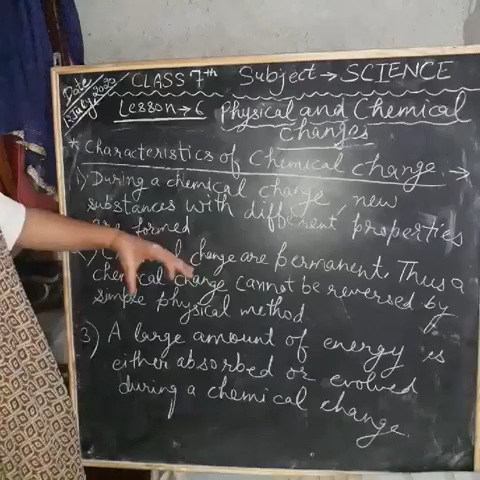 Date
July 2023
CLASS 7th Subject → SCIENCE
Lesson → 6 Physical and Chemical
Changes
* Characteristics of Chemical change. →
1) During a chemical change, new
substances with different properties
are formed
change are permanent. Thus a
chemical change cannot be reversed by
simple physical method
3) A large amount of energy is
either absorbed or evolved
during a chemical change.